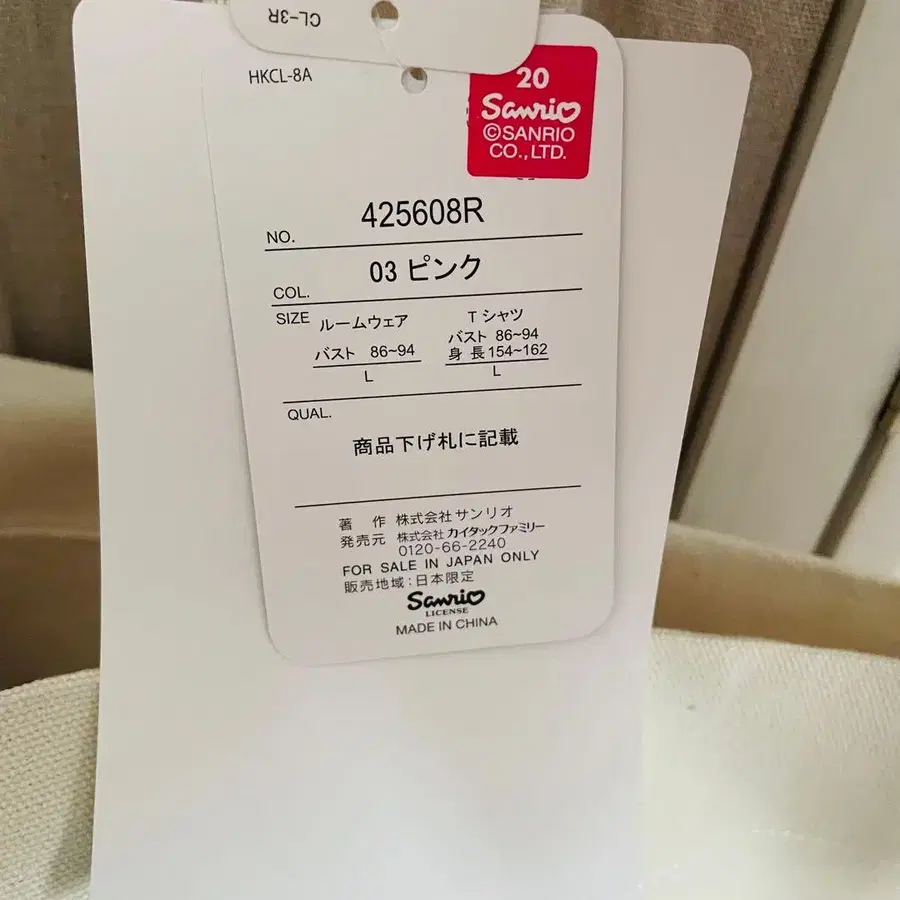 CL-3R
HKCL-8A
20
Sanrio
©SANRIO
CO.,LTD.
NO. 425608R
COL. 03 ピンク
SIZE ルームウェア Tシャツ
バスト 86~94 バスト 86~94
身 長 154~162
L L
QUAL.
商品下げ札に記載
著 作 株式会社 サンリオ
発売元 株式会社 カイタックファミリー
0120-66-2240
FOR SALE IN JAPAN ONLY
販売地域:日本限定
Sanrio
LICENSE
MADE IN CHINA